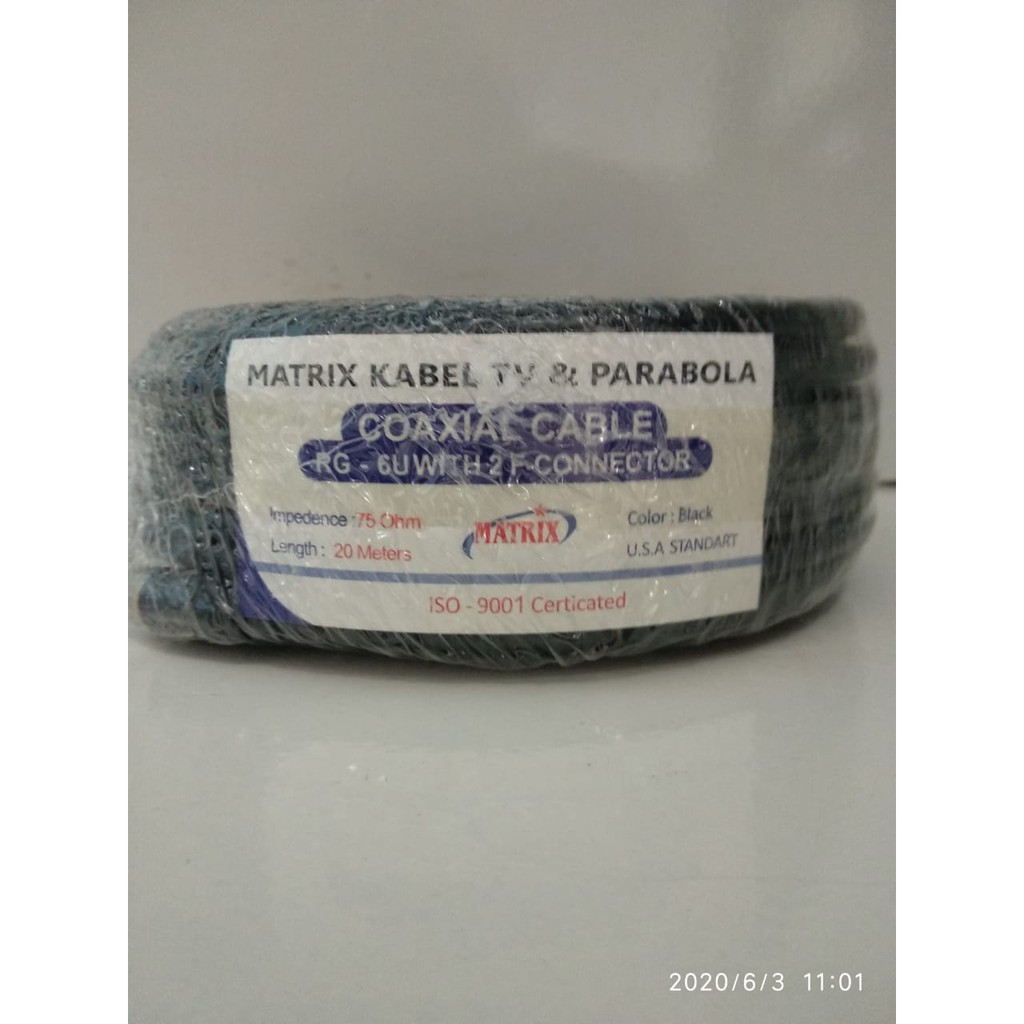 MATRIX KABEL TV & PARABOLA
COAXIAL CABLE
RG - 6U WITH 2 F-CONNECTOR
Impedence : 75 Ohm
Length : 20 Meters
MATRIX
Color : Black
U.S.A STANDART
ISO - 9001 Certicated
2020/6/3 11:01